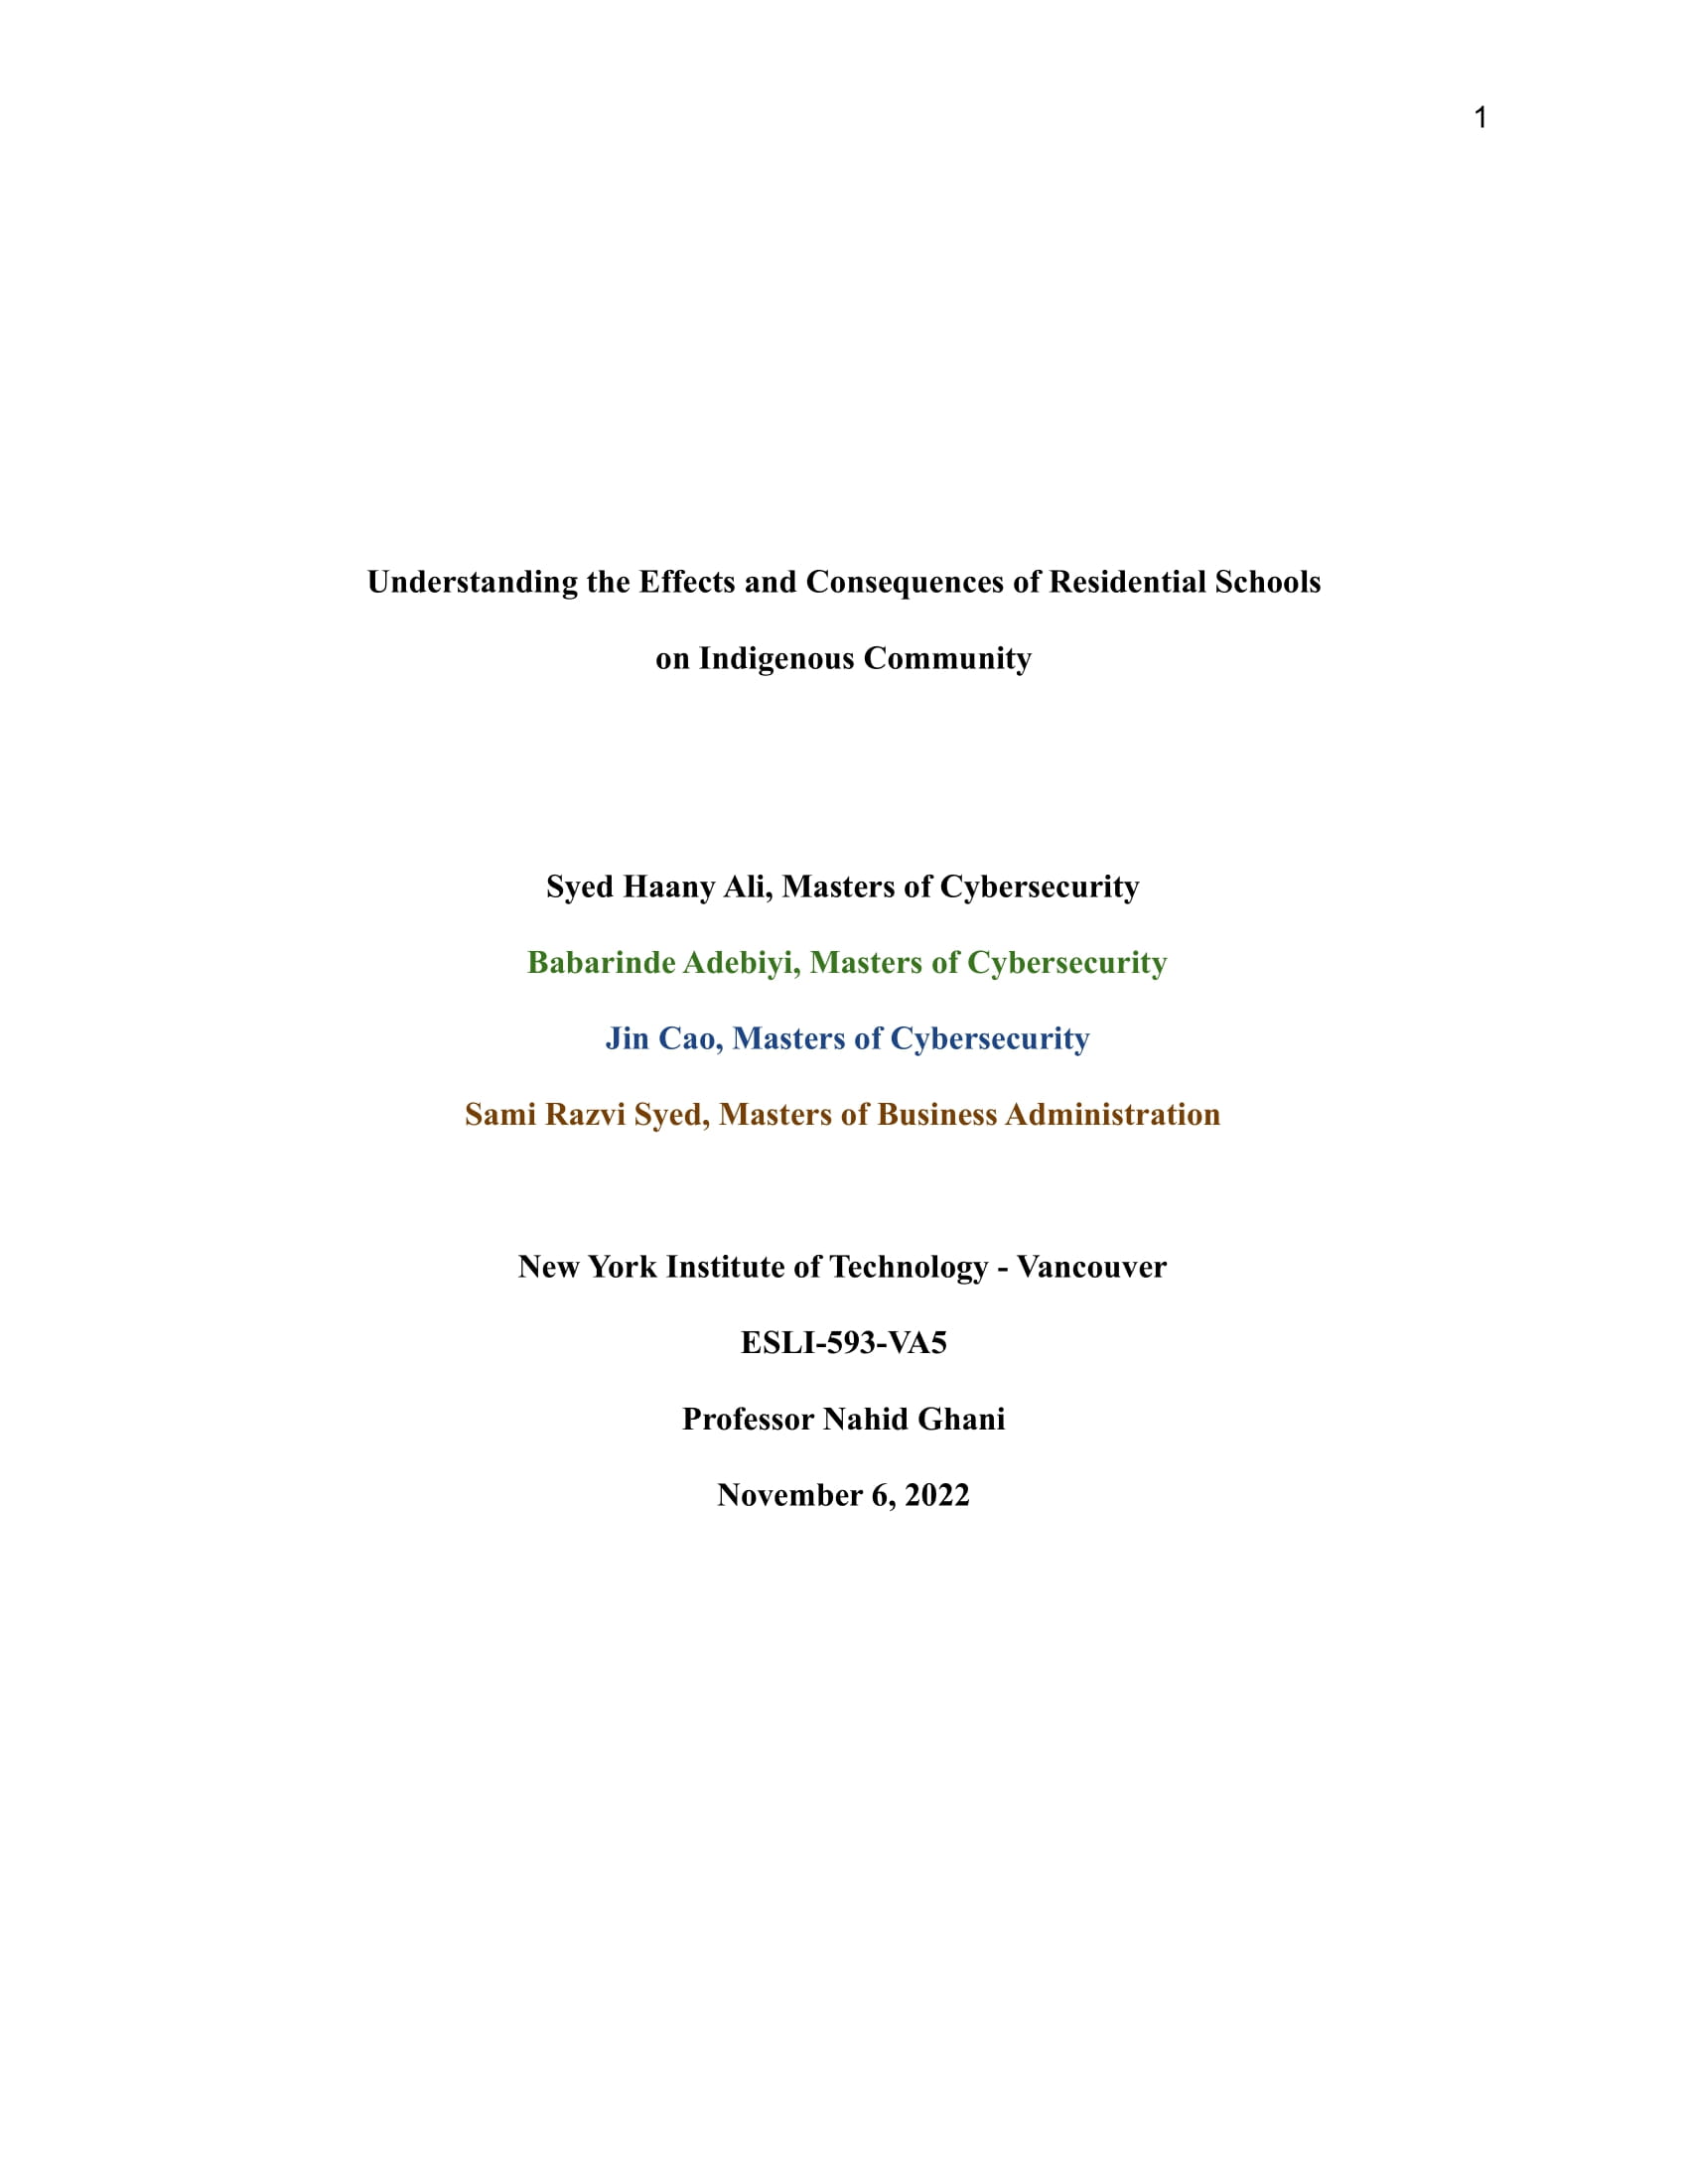 1
Understanding the Effects and Consequences of Residential Schools
on Indigenous Community
Syed Haany Ali, Masters of Cybersecurity
Babarinde Adebiyi, Masters of Cybersecurity
Jin Cao, Masters of Cybersecurity
Sami Razvi Syed, Masters of Business Administration
New York Institute of Technology - Vancouver
ESLI-593-VA5
Professor Nahid Ghani
November 6, 2022